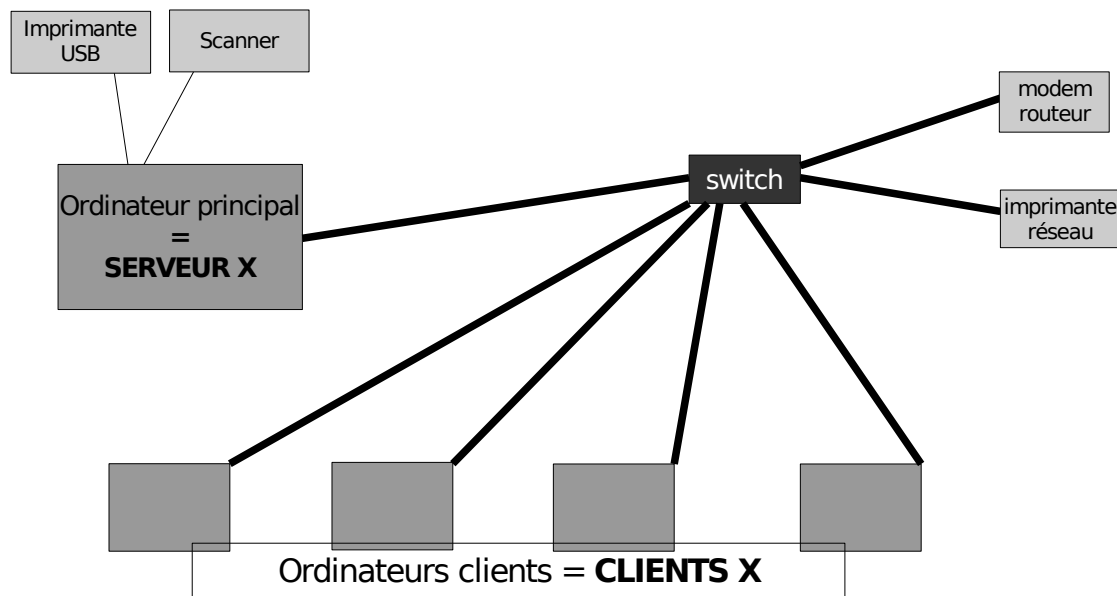 Imprimante
USB
Scanner
modem
routeur
switch
Ordinateur principal
=
SERVEUR X
imprimante
réseau
Ordinateurs clients = CLIENTS X